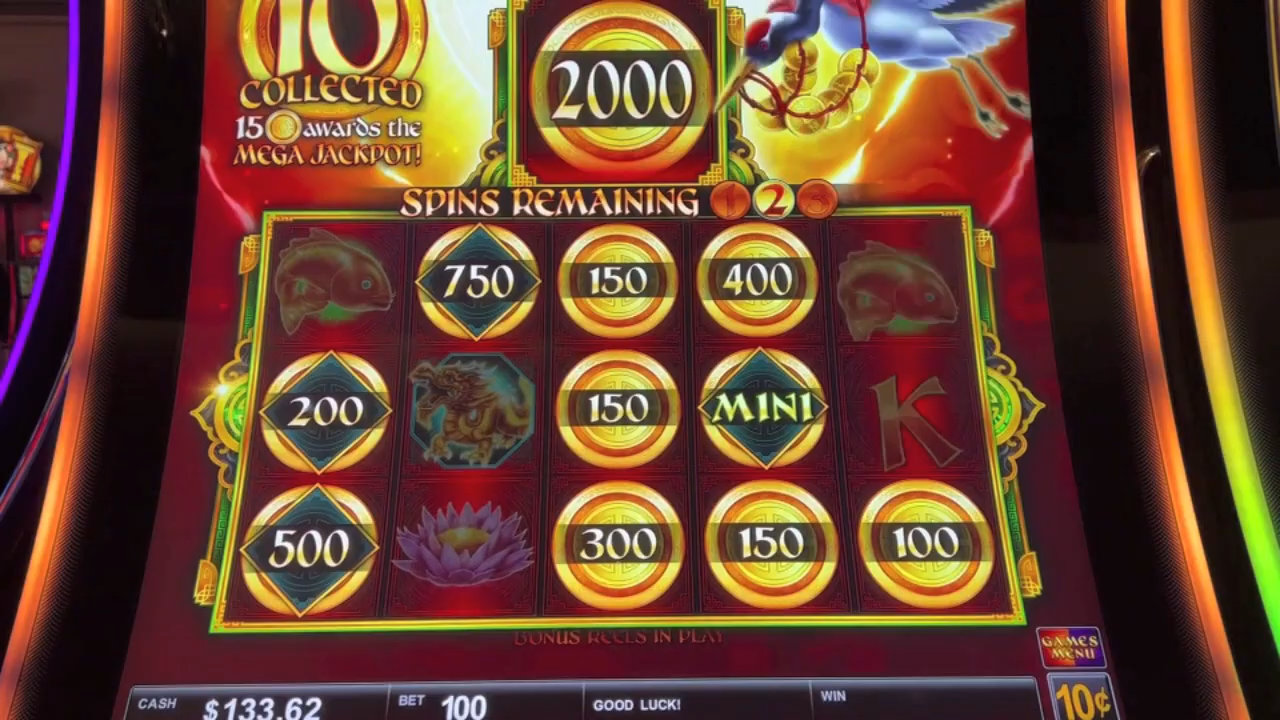 10
COLLECTED
15 awards the
MEGA JACKPOT!
2000
SPINS REMAINING 1 2 3
750 150 400
200 150 MINI K
500 300 150 100
BONUS REELS IN PLAY
GAMES
MENU
CASH $133.62 BET 100 GOOD LUCK! WIN
10¢